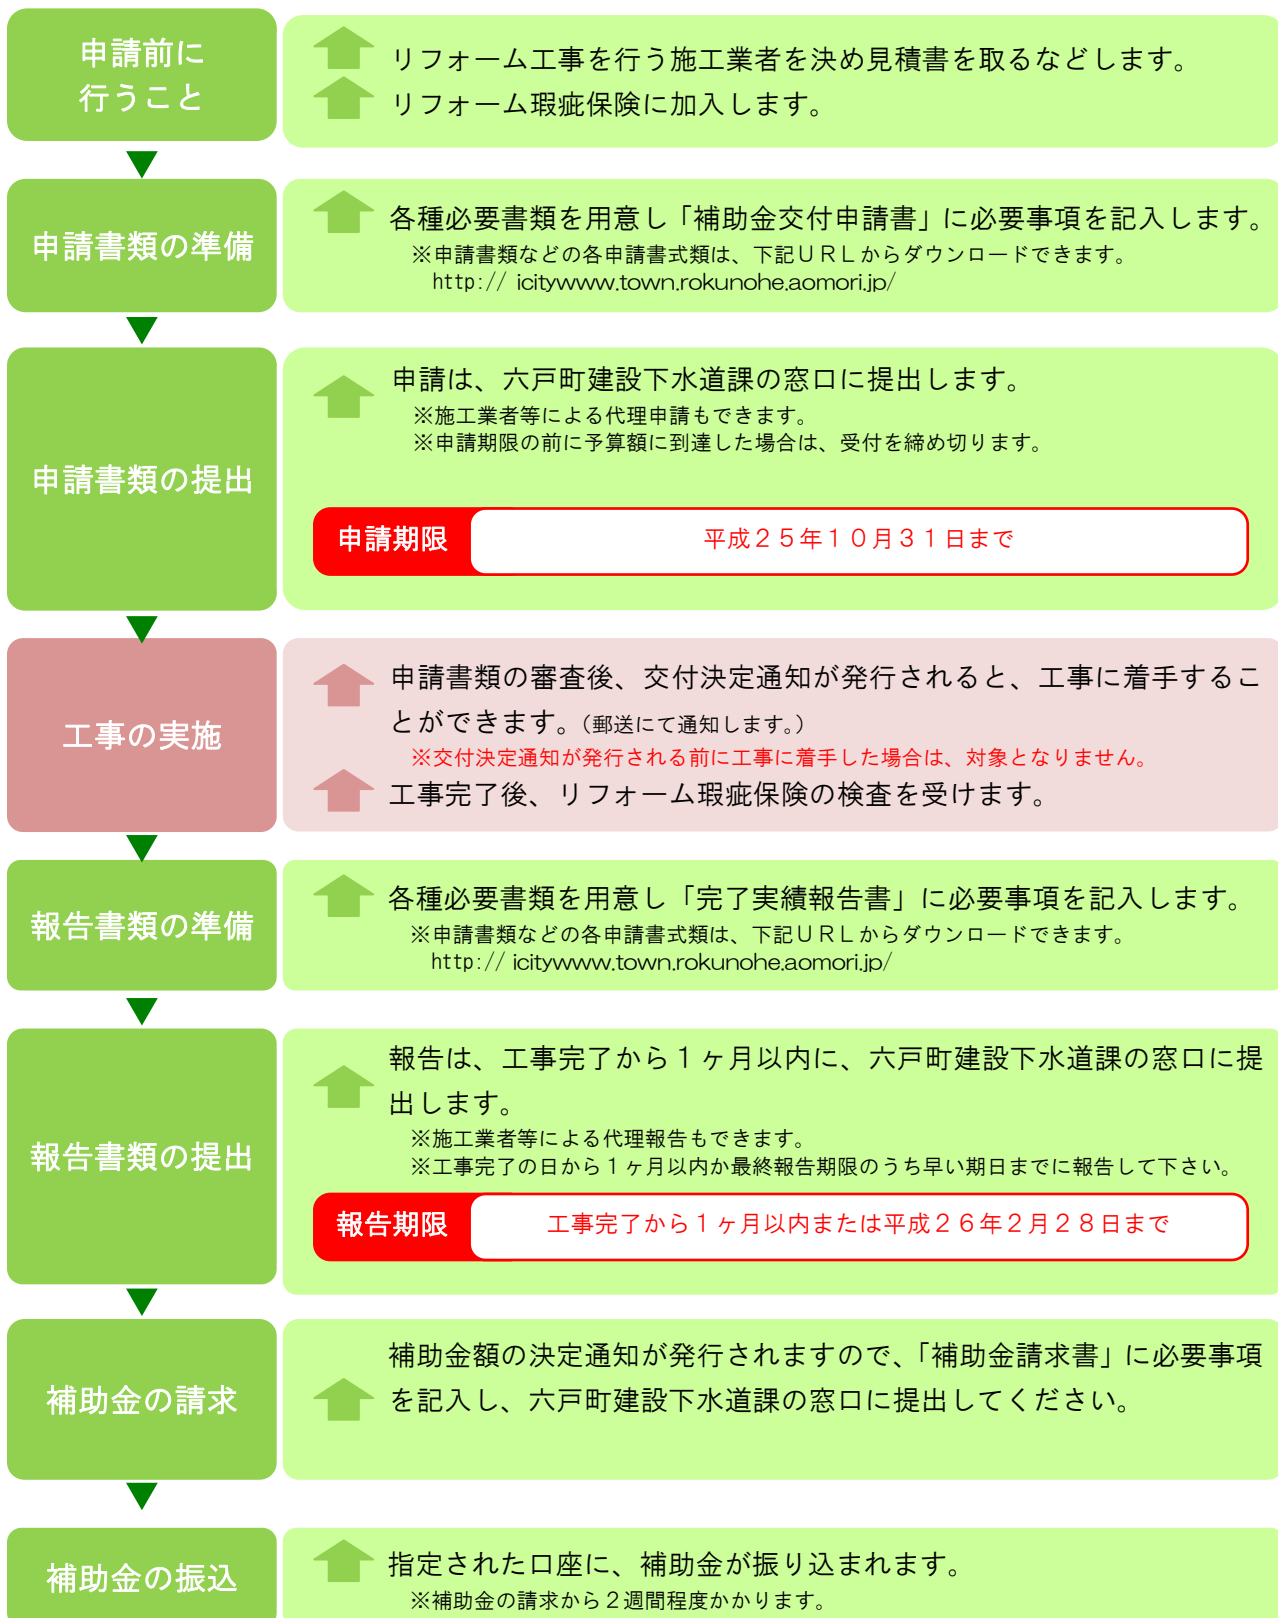 申請前に
行うこと
リフォーム工事を行う施工業者を決め見積書を取るなどします。
リフォーム瑕疵保険に加入します。
申請書類の準備
各種必要書類を用意し「補助金交付申請書」に必要事項を記入します。
※申請書類などの各申請書式類は、下記ＵＲＬからダウンロードできます。
http:// icitywww.town.rokunohe.aomori.jp/
申請書類の提出
申請は、六戸町建設下水道課の窓口に提出します。
※施工業者等による代理申請もできます。
※申請期限の前に予算額に到達した場合は、受付を締め切ります。
申請期限
平成２５年１０月３１日まで
工事の実施
申請書類の審査後、交付決定通知が発行されると、工事に着手するこ
とができます。（郵送にて通知します。）
※交付決定通知が発行される前に工事に着手した場合は、対象となりません。
工事完了後、リフォーム瑕疵保険の検査を受けます。
報告書類の準備
各種必要書類を用意し「完了実績報告書」に必要事項を記入します。
※申請書類などの各申請書式類は、下記ＵＲＬからダウンロードできます。
http:// icitywww.town.rokunohe.aomori.jp/
報告書類の提出
報告は、工事完了から１ヶ月以内に、六戸町建設下水道課の窓口に提
出します。
※施工業者等による代理報告もできます。
※工事完了の日から１ヶ月以内か最終報告期限のうち早い期日までに報告して下さい。
報告期限
工事完了から１ヶ月以内または平成２６年２月２８日まで
補助金の請求
補助金額の決定通知が発行されますので、「補助金請求書」に必要事項
を記入し、六戸町建設下水道課の窓口に提出してください。
補助金の振込
指定された口座に、補助金が振り込まれます。
※補助金の請求から２週間程度かかります。